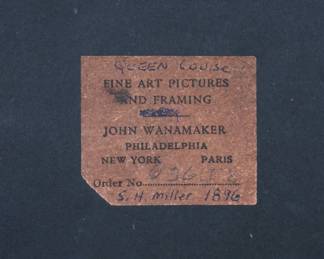 QUEEN LOUISE
FINE ART PICTURES
AND FRAMING
JOHN WANAMAKER
PHILADELPHIA
NEW YORK PARIS
Order No.
S. H. Miller 1896